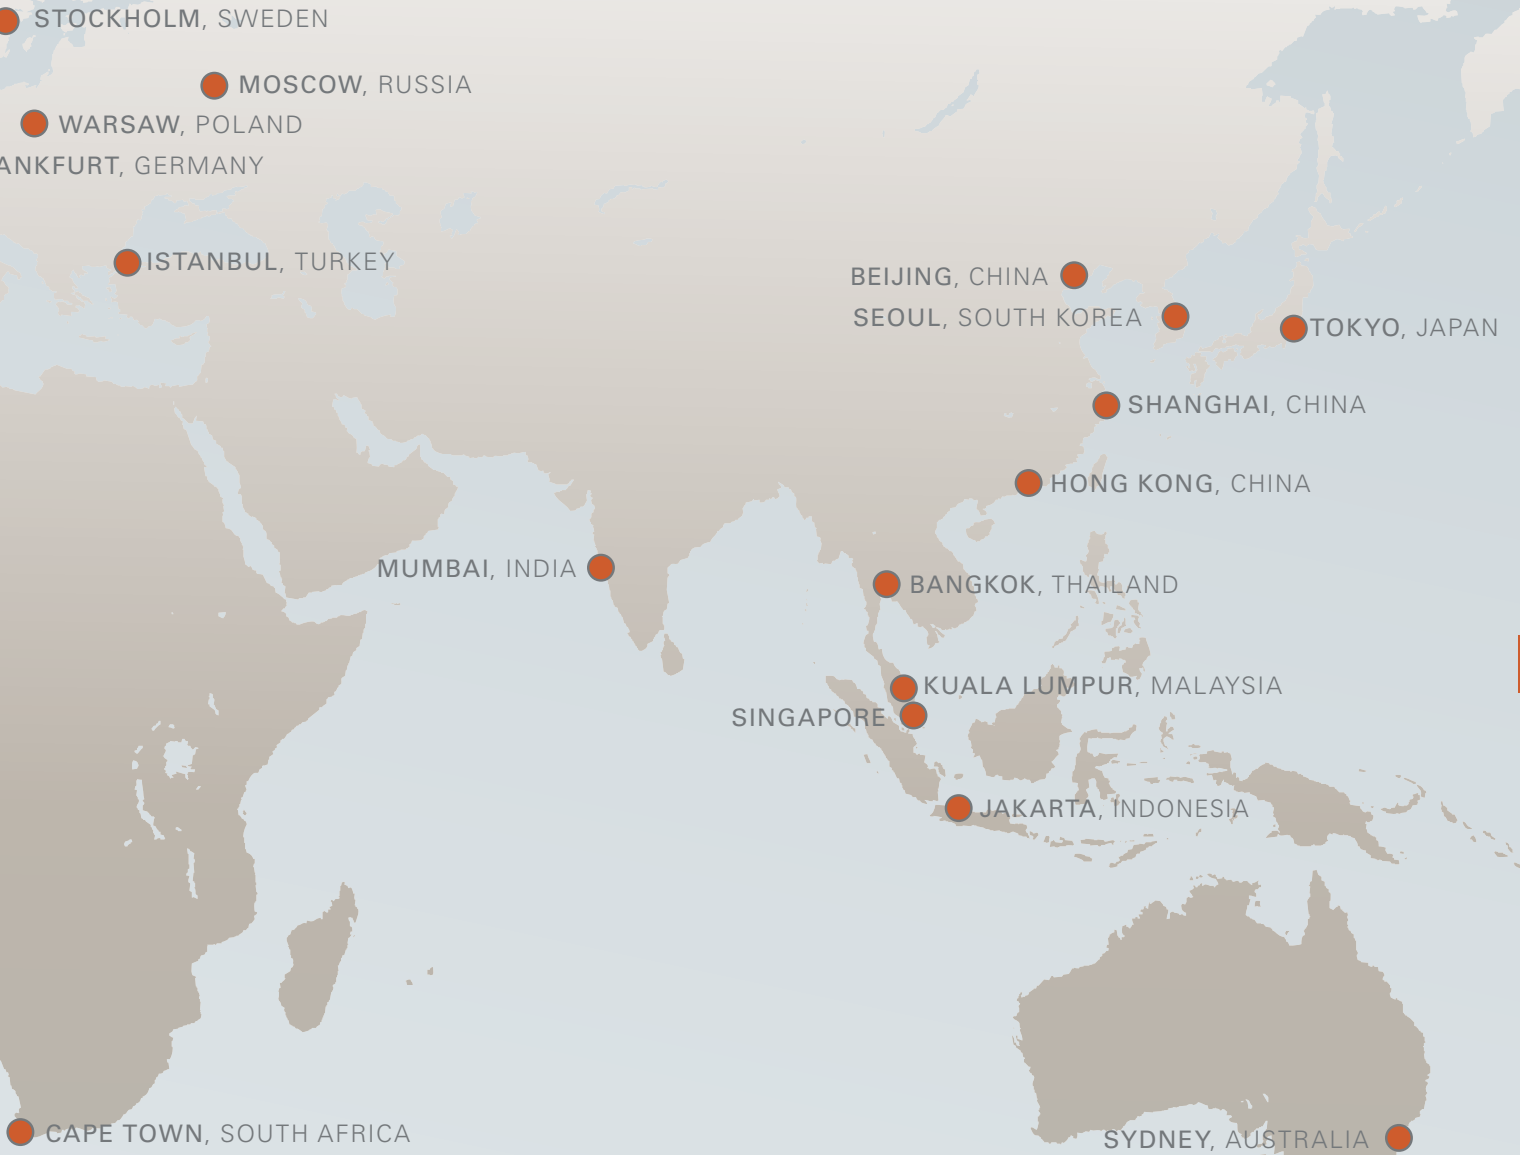 STOCKHOLM, SWEDEN
MOSCOW, RUSSIA
WARSAW, POLAND
ANKFURT, GERMANY
ISTANBUL, TURKEY
BEIJING, CHINA
SEOUL, SOUTH KOREA
TOKYO, JAPAN
SHANGHAI, CHINA
HONG KONG, CHINA
MUMBAI, INDIA
BANGKOK, THAILAND
KUALA LUMPUR, MALAYSIA
SINGAPORE
JAKARTA, INDONESIA
CAPE TOWN, SOUTH AFRICA
SYDNEY, AUSTRALIA